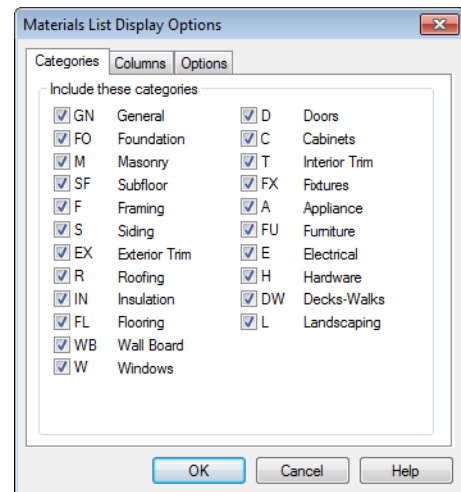 Materials List Display Options
Categories Columns Options
Include these categories
GN General
FO Foundation
M Masonry
SF Subfloor
F Framing
S Siding
EX Exterior Trim
R Roofing
IN Insulation
FL Flooring
WB Wall Board
W Windows
D Doors
C Cabinets
T Interior Trim
FX Fixtures
A Appliance
FU Furniture
E Electrical
H Hardware
DW Decks-Walks
L Landscaping
OK Cancel Help